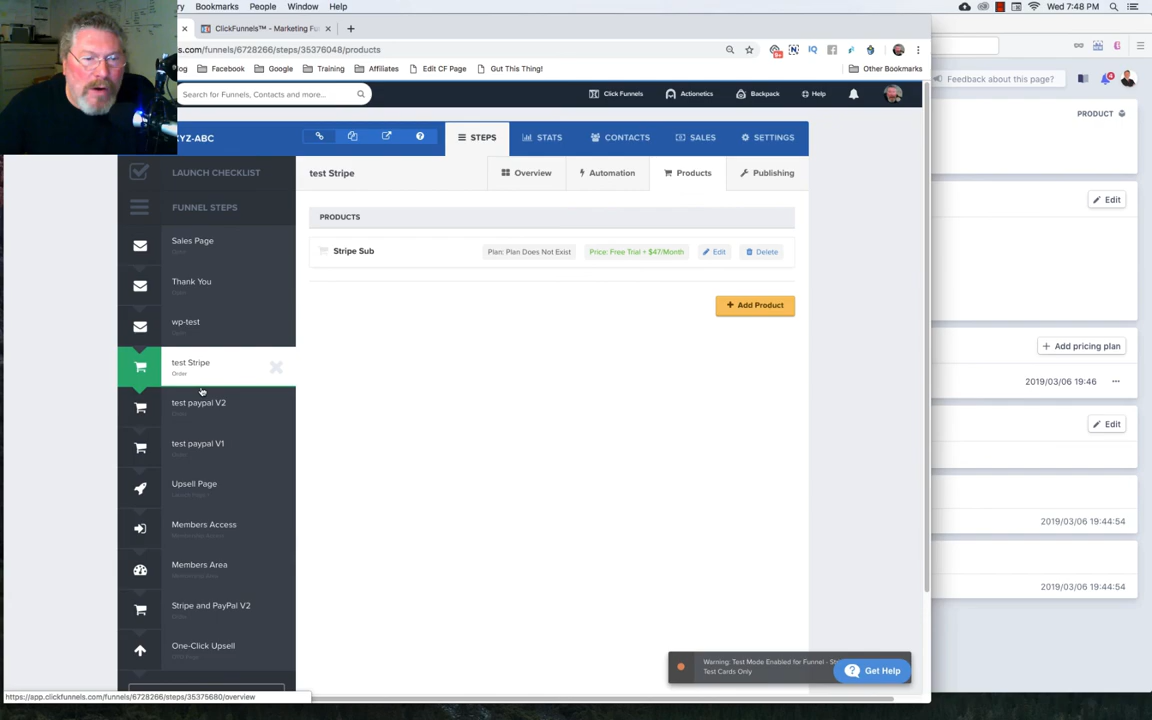 Bookmarks People Window Help
Wed 7:48 PM
ClickFunnels™ - Marketing Fu
s.com/funnels/6728266/steps/35376048/products
Facebook Google Training Affiliates Edit CF Page Gut This Thing!
Other Bookmarks
Search for Funnels, Contacts and more...
Click Funnels Actionetics Backpack Help
Feedback about this page?
PRODUCT
XYZ-ABC
STEPS STATS CONTACTS SALES SETTINGS
LAUNCH CHECKLIST
FUNNEL STEPS
test Stripe
Overview Automation Products Publishing
PRODUCTS
Stripe Sub
Plan: Plan Does Not Exist
Price: Free Trial + $47/Month
Edit
Delete
+ Add Product
Sales Page
Thank You
wp-test
test Stripe
Order
test paypal V2
test paypal V1
Upsell Page
Members Access
Members Area
Stripe and PayPal V2
One-Click Upsell
Edit
+ Add pricing plan
2019/03/06 19:46 ...
Edit
2019/03/06 19:44:54
2019/03/06 19:44:54
Warning: Test Mode Enabled for Funnel -
Test Cards Only
Get Help
https://app.clickfunnels.com/funnels/6728266/steps/35375680/overview